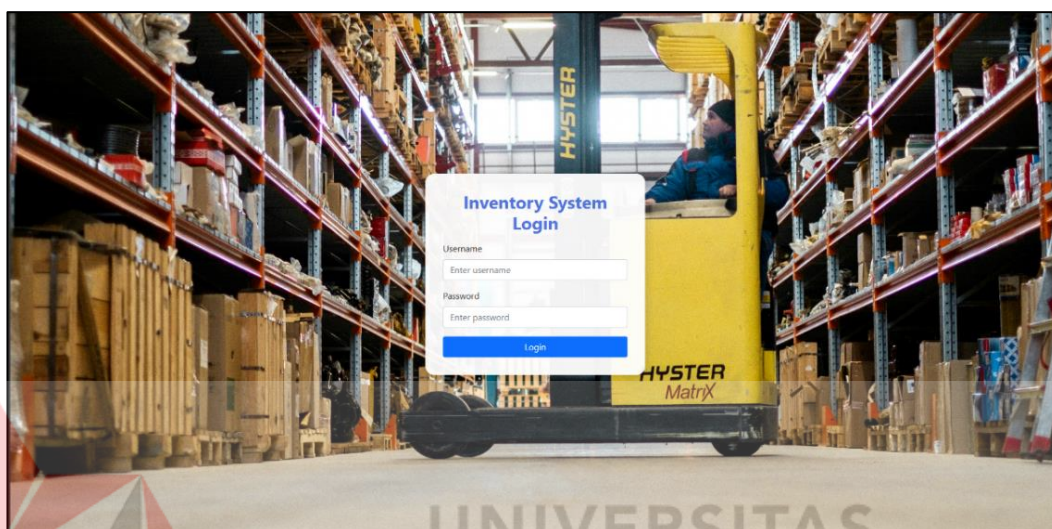 HYSTER
Inventory System
Login
Username
Enter username
Password
Enter password
Login
HYSTER
MatriX
UNIVERSITAS